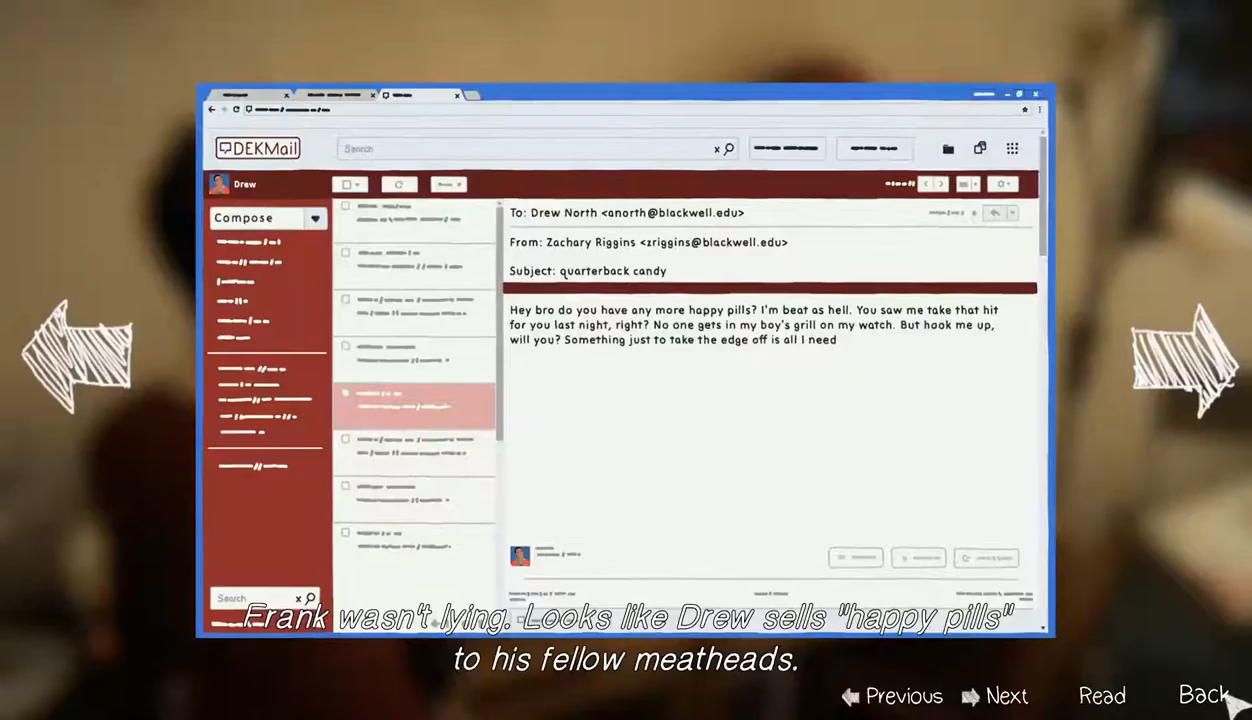 DEKMail
Search
Drew
Compose
To: Drew North <anorth@blackwell.edu>
From: Zachary Riggins <zriggins@blackwell.edu>
Subject: quarterback candy
Hey bro do you have any more happy pills? I'm beat as hell. You saw me take that hit
for you last night, right? No one gets in my boy's grill on my watch. But hook me up,
will you? Something just to take the edge off is all I need
Search
Frank wasn't lying. Looks like Drew sells "happy pills"
to his fellow meatheads.
Previous Next Read Back